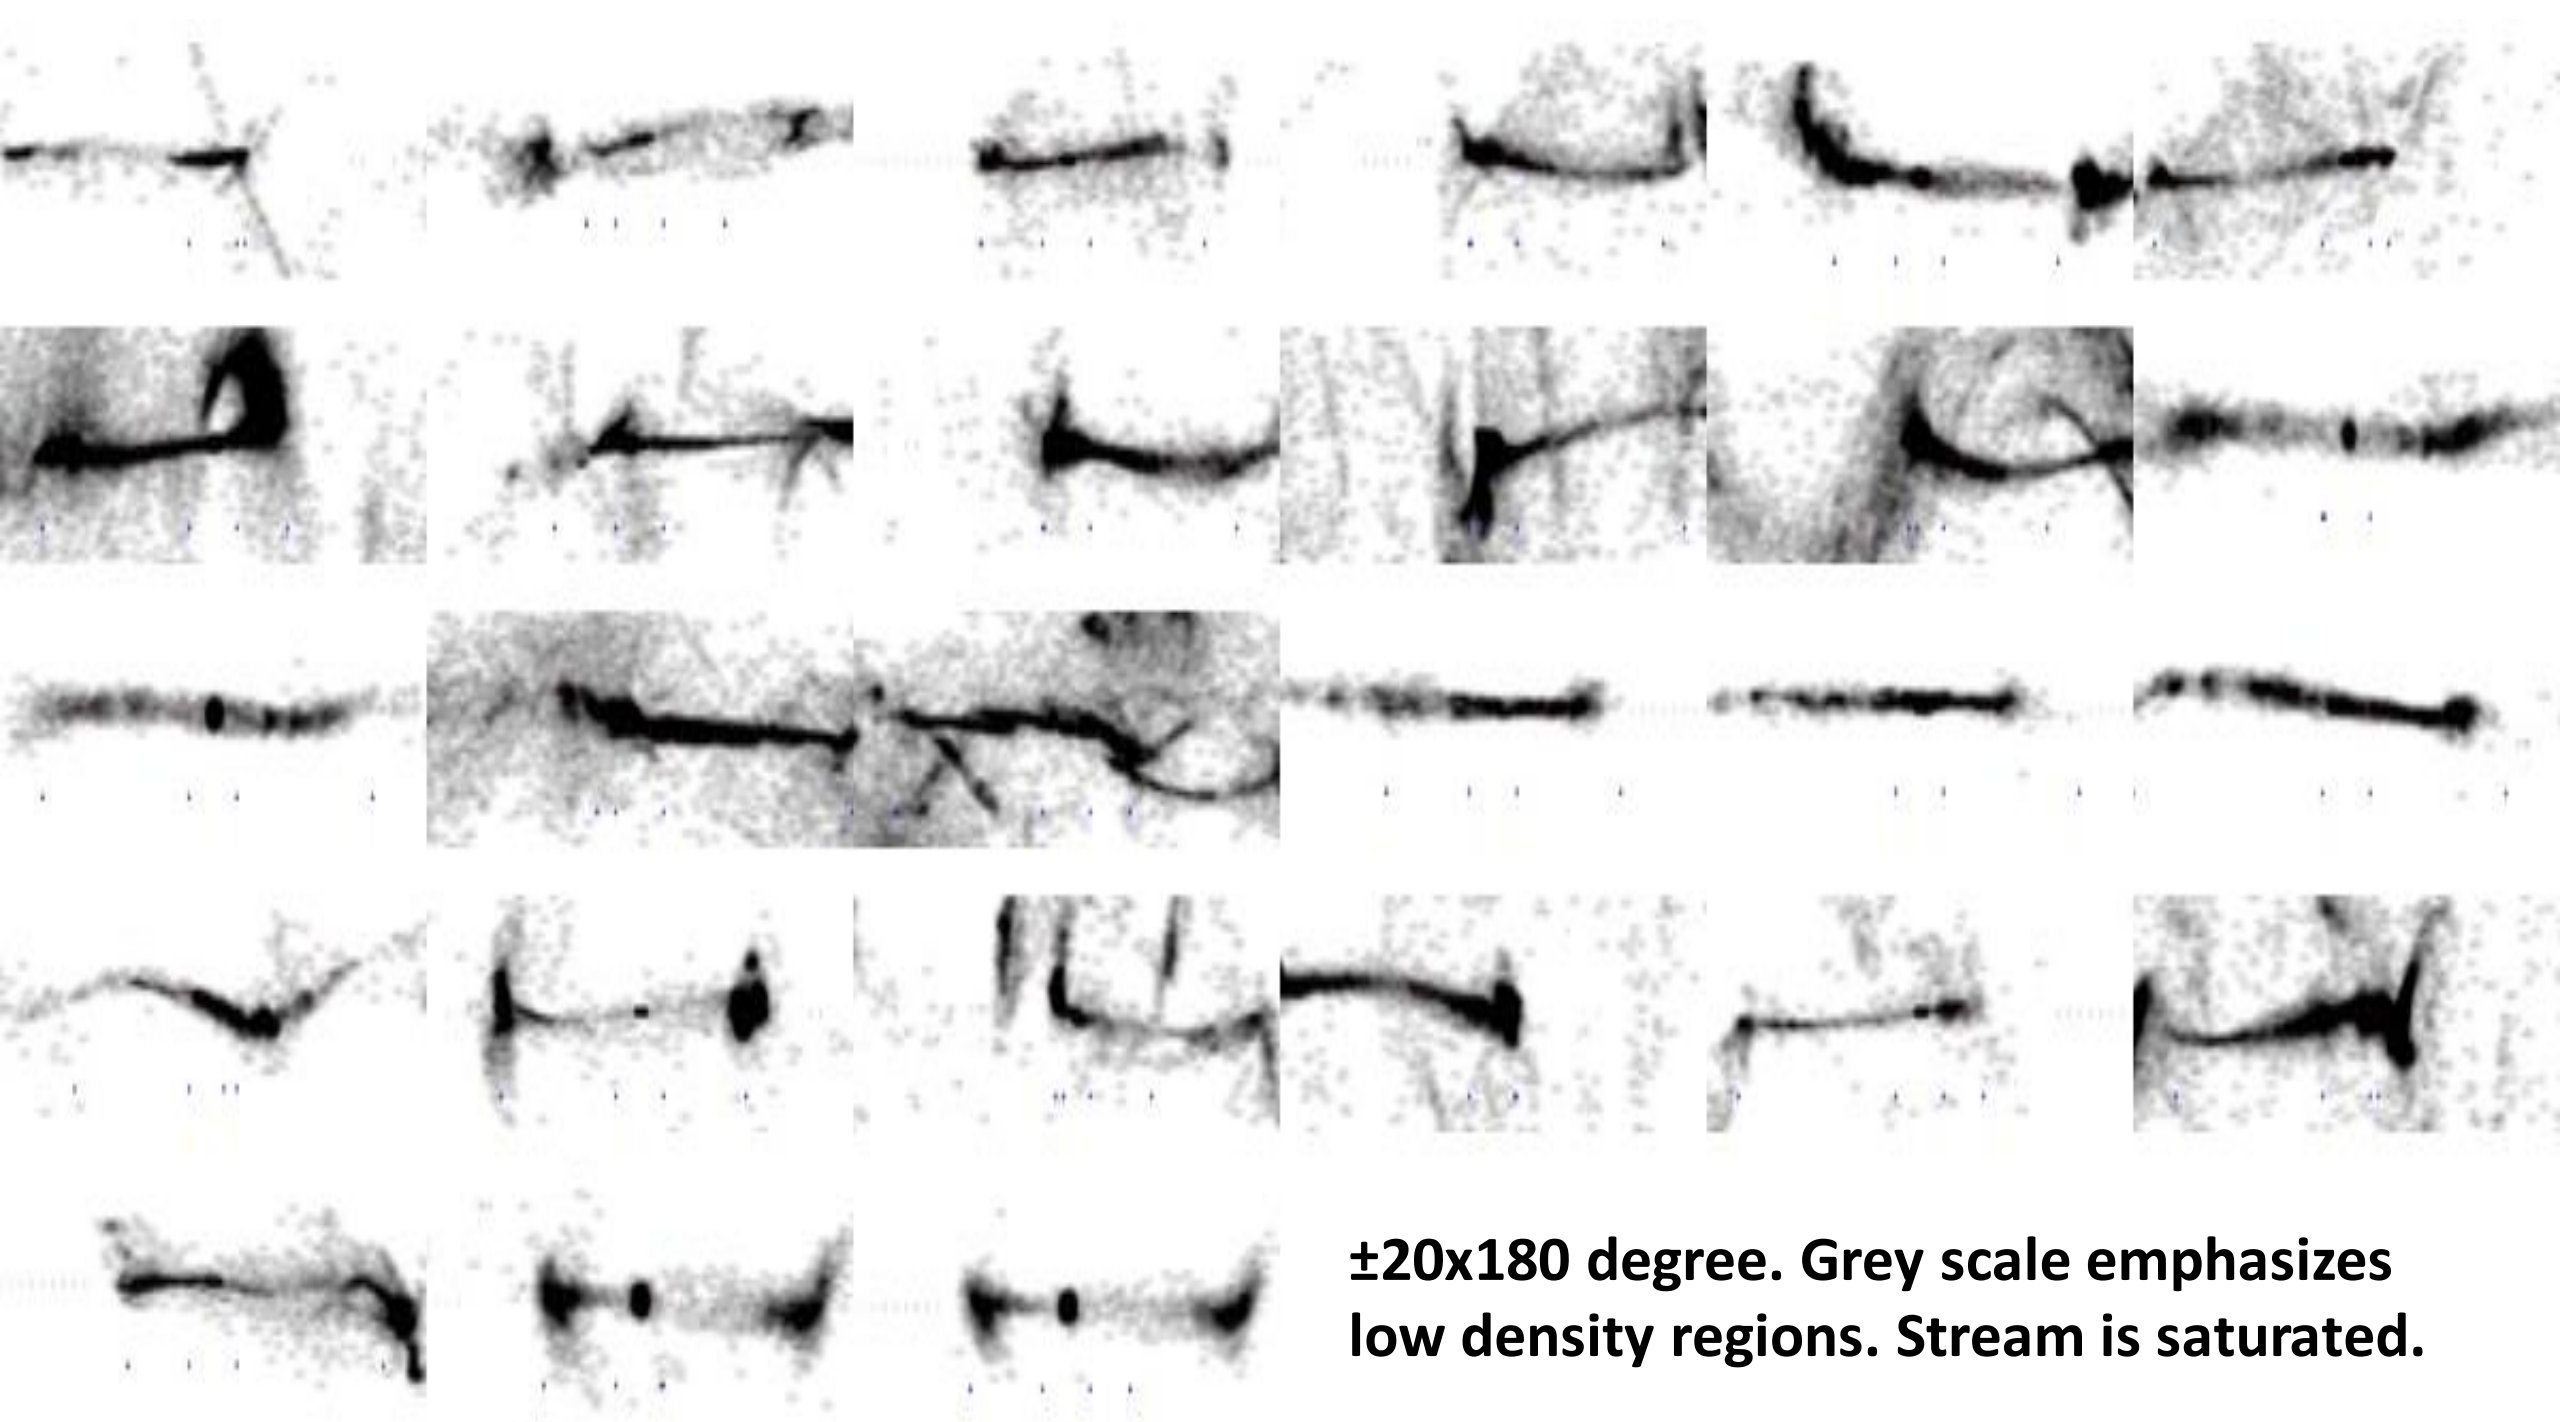 ±20x180 degree. Grey scale emphasizes
low density regions. Stream is saturated.